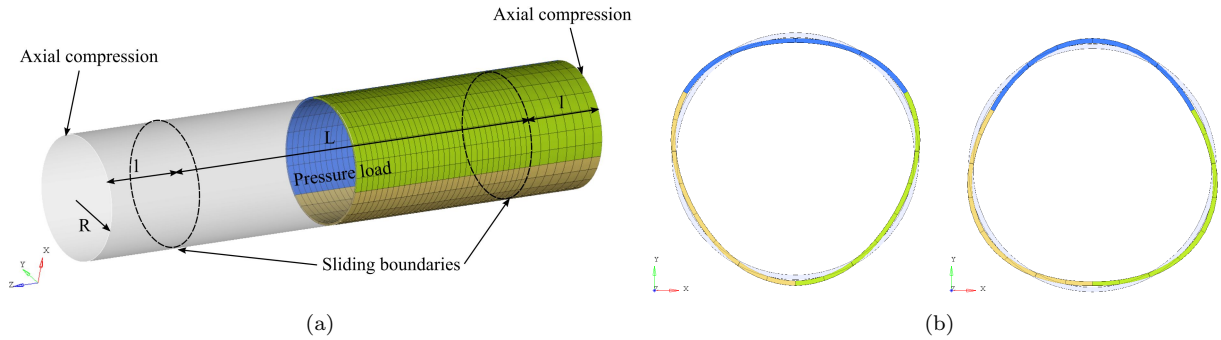 Axial compression
Axial compression
l
L
l
Pressure load
R
Sliding boundaries
X
Y
Z
Y
Z
X
Y
Z
X
(a)
(b)